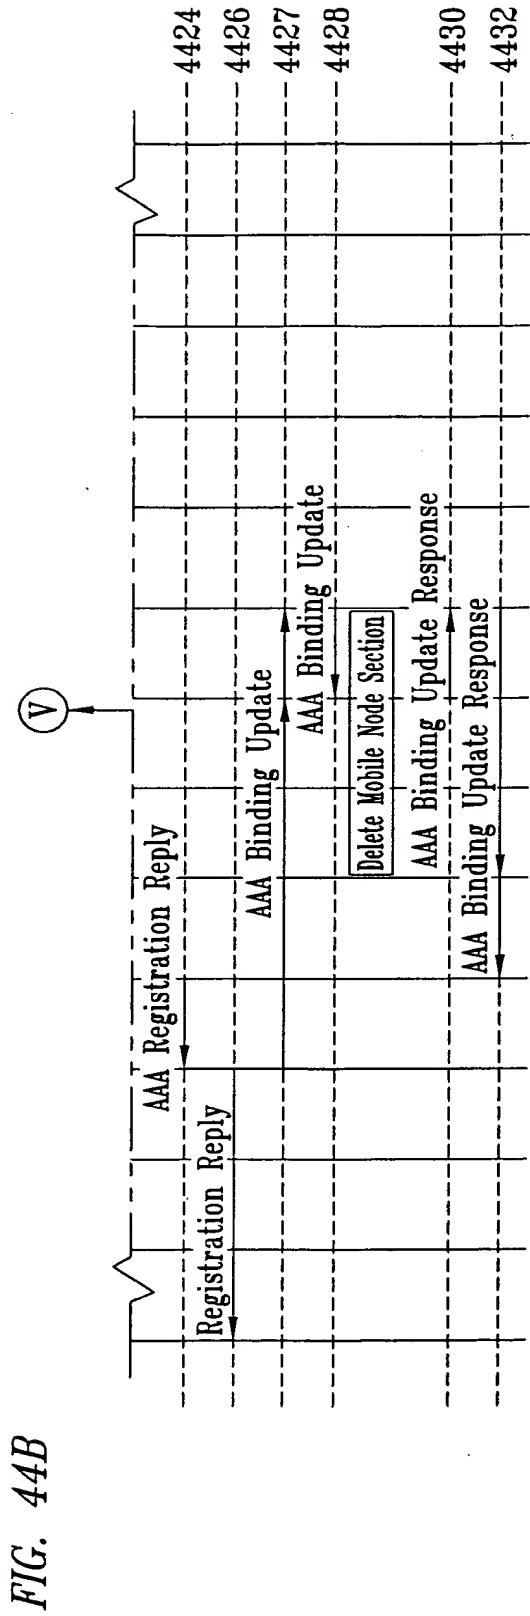 FIG. 44B
V
AAA Registration Reply
4424
Registration Reply
4426
AAA Binding Update
4427
AAA Binding Update
4428
Delete Mobile Node Section
AAA Binding Update Response
4430
AAA Binding Update Response
4432